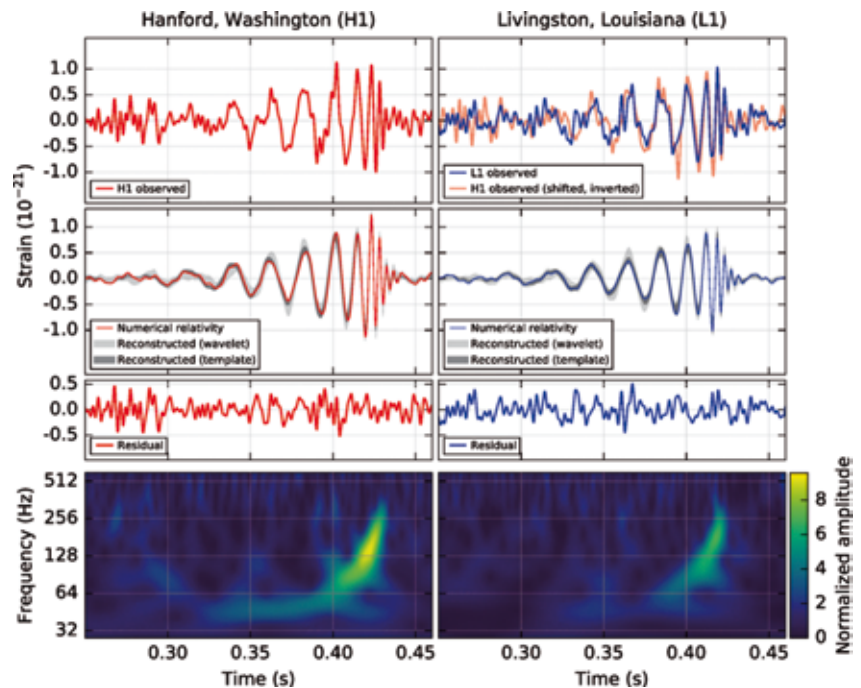 Hanford, Washington (H1) Livingston, Louisiana (L1)
1.0
0.5
0.0
-0.5
-1.0
H1 observed
L1 observed
H1 observed (shifted, inverted)
Strain (10⁻²¹)
1.0
0.5
0.0
-0.5
-1.0
Numerical relativity
Reconstructed (wavelet)
Reconstructed (template)
Numerical relativity
Reconstructed (wavelet)
Reconstructed (template)
0.5
0.0
-0.5
Residual
Residual
Frequency (Hz)
512
256
128
64
32
0.30 0.35 0.40 0.45
Time (s)
0.30 0.35 0.40 0.45
Time (s)
8
6
4
2
0
Normalized amplitude